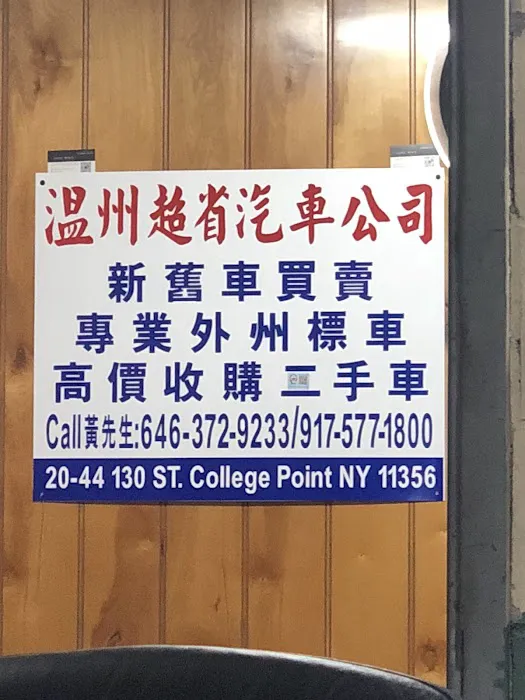 温州超省汽車公司
新舊車買賣
專業外州標車
高價收購二手車
Call黃先生:646-372-9233/917-577-1800
20-44 130 ST. College Point NY 11356